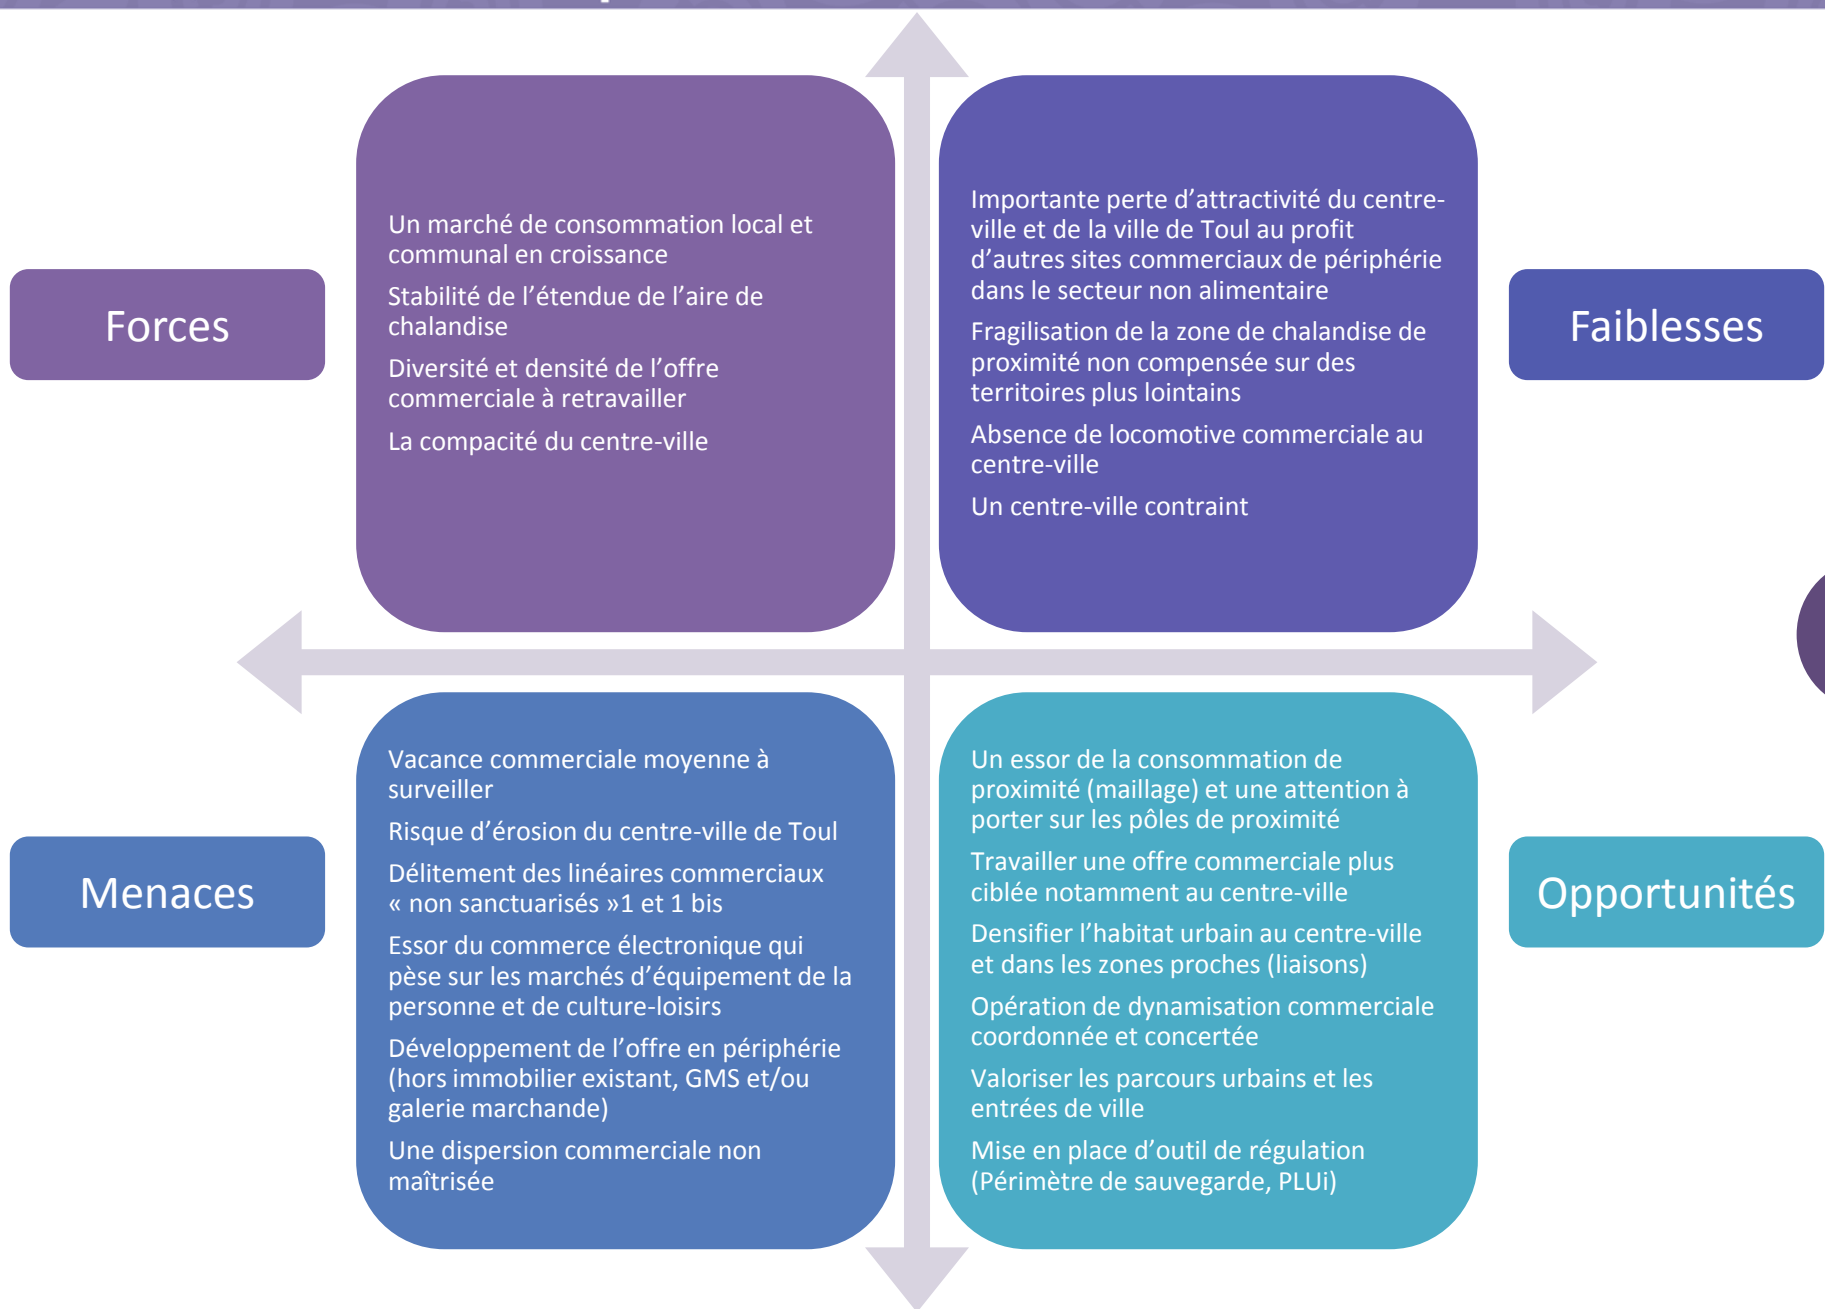 Forces
Un marché de consommation local et
communal en croissance
Stabilité de l’étendue de l’aire de
chalandise
Diversité et densité de l’offre
commerciale à retravailler
La compacité du centre-ville
Importante perte d’attractivité du centre-
ville et de la ville de Toul au profit
d’autres sites commerciaux de périphérie
dans le secteur non alimentaire
Fragilisation de la zone de chalandise de
proximité non compensée sur des
territoires plus lointains
Absence de locomotive commerciale au
centre-ville
Un centre-ville contraint
Faiblesses
Menaces
Vacance commerciale moyenne à
surveiller
Risque d’érosion du centre-ville de Toul
Délitement des linéaires commerciaux
« non sanctuarisés »1 et 1 bis
Essor du commerce électronique qui
pèse sur les marchés d’équipement de la
personne et de culture-loisirs
Développement de l’offre en périphérie
(hors immobilier existant, GMS et/ou
galerie marchande)
Une dispersion commerciale non
maîtrisée
Un essor de la consommation de
proximité (maillage) et une attention à
porter sur les pôles de proximité
Travailler une offre commerciale plus
ciblée notamment au centre-ville
Densifier l’habitat urbain au centre-ville
et dans les zones proches (liaisons)
Opération de dynamisation commerciale
coordonnée et concertée
Valoriser les parcours urbains et les
entrées de ville
Mise en place d’outil de régulation
(Périmètre de sauvegarde, PLUi)
Opportunités